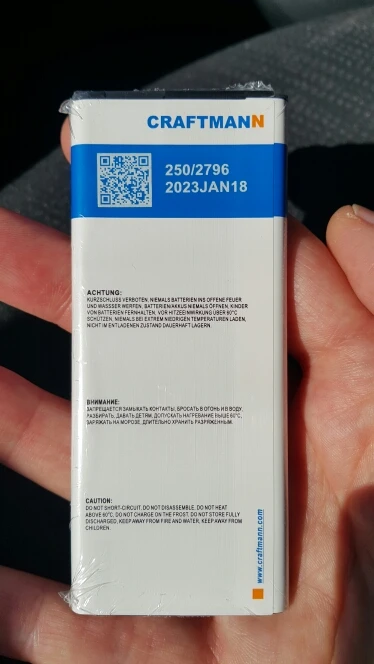 CRAFTMANN
250/2796
2023JAN18
ACHTUNG:
KURZSCHLUSS VERBOTEN, NIEMALS BATTERIEN INS OFFENE FEUER
UND WASSSER WERFEN, BATTERIEN/AKKUS NIEMALS ÖFFNEN, KINDER
VON BATTERIEN FERNHALTEN, VOR HITZEEINWIRKUNG ÜBER 60°C
SCHÜTZEN, NIEMALS BEI EXTREM NIEDRIGEN TEMPERATUREN LADEN,
NICHT IM ENTLADENEN ZUSTAND DAUERHAFT LAGERN.
ВНИМАНИЕ:
ЗАПРЕЩАЕТСЯ ЗАМЫКАТЬ КОНТАКТЫ, БРОСАТЬ В ОГОНЬ И В ВОДУ,
РАЗБИРАТЬ, ДАВАТЬ ДЕТЯМ, ДОПУСКАТЬ НАГРЕВАНИЕ ВЫШЕ 60°C,
ЗАРЯЖАТЬ НА МОРОЗЕ, ДЛИТЕЛЬНО ХРАНИТЬ РАЗРЯЖЕННЫМ.
CAUTION:
DO NOT SHORT-CIRCUIT, DO NOT DISASSEMBLE, DO NOT HEAT
ABOVE 60°C, DO NOT CHARGE ON THE FROST, DO NOT STORE FULLY
DISCHARGED, KEEP AWAY FROM FIRE AND WATER, KEEP AWAY FROM
CHILDREN
www.craftmann.com